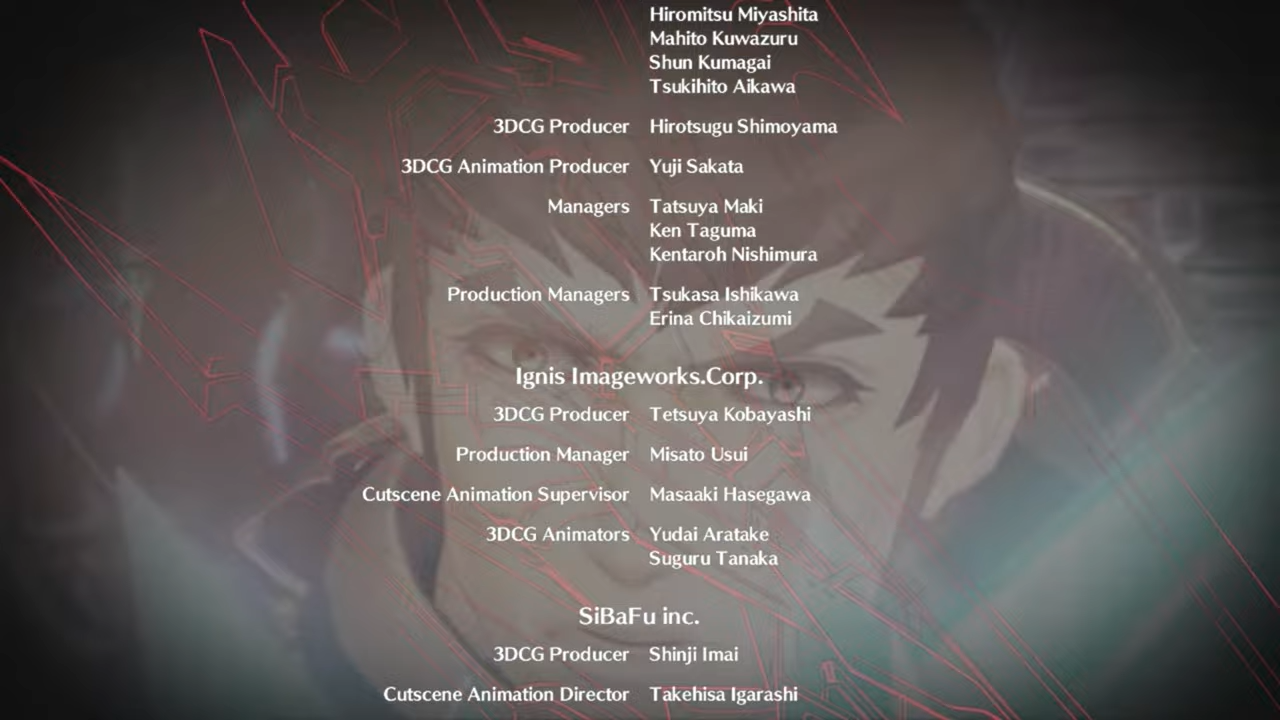 Hiromitsu Miyashita
Mahito Kuwazuru
Shun Kumagai
Tsukihito Aikawa
3DCG Producer Hirotsugu Shimoyama
3DCG Animation Producer Yuji Sakata
Managers Tatsuya Maki
Ken Taguma
Kentaroh Nishimura
Production Managers Tsukasa Ishikawa
Erina Chikaizumi
Ignis Imageworks.Corp.
3DCG Producer Tetsuya Kobayashi
Production Manager Misato Usui
Cutscene Animation Supervisor Masaaki Hasegawa
3DCG Animators Yudai Aratake
Suguru Tanaka
SiBaFu inc.
3DCG Producer Shinji Imai
Cutscene Animation Director Takehisa Igarashi